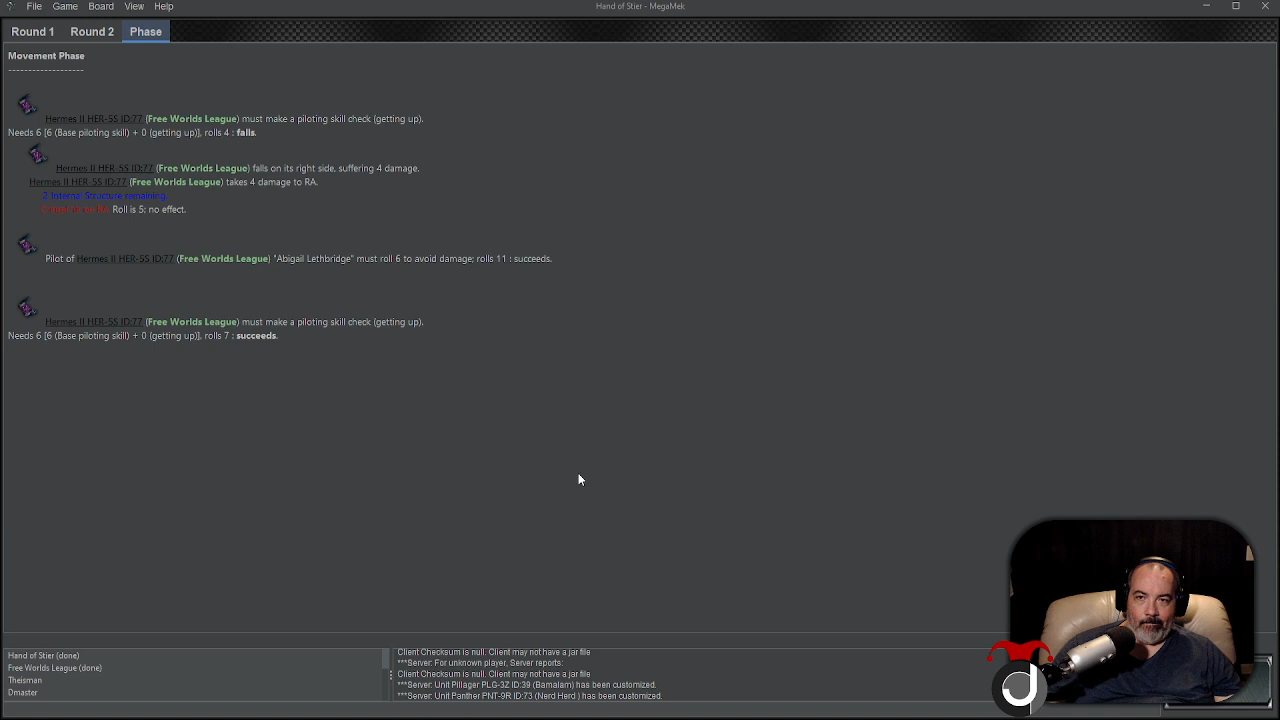 File Game Board View Help
Hand of Stier - MegaMek
Round 1 Round 2 Phase
Movement Phase
-------------------
Hermes II HER-5S ID:77 (Free Worlds League) must make a piloting skill check (getting up).
Needs 6 [6 (Base piloting skill) + 0 (getting up)], rolls 4 : falls.
Hermes II HER-5S ID:77 (Free Worlds League) falls on its right side, suffering 4 damage.
Hermes II HER-5S ID:77 (Free Worlds League) takes 4 damage to RA.
2 Internal Structure remaining.
Roll is 5; no effect.
Pilot of Hermes II HER-5S ID:77 (Free Worlds League) "Abigail Lethbridge" must roll 6 to avoid damage; rolls 11 : succeeds.
Hermes II HER-5S ID:77 (Free Worlds League) must make a piloting skill check (getting up).
Needs 6 [6 (Base piloting skill) + 0 (getting up)], rolls 7 : succeeds.
Hand of Stier (done)
Free Worlds League (done)
Theisman
Dmaster
Client Checksum is null. Client may not have a jar file
***Server: For unknown player, Server reports:
Client Checksum is null. Client may not have a jar file
***Server: Unit Pillager PLG-3Z ID:39 (Bamalam) has been customized.
***Server: Unit Panther PNT-9R ID:73 (Nerd Herd ) has been customized.